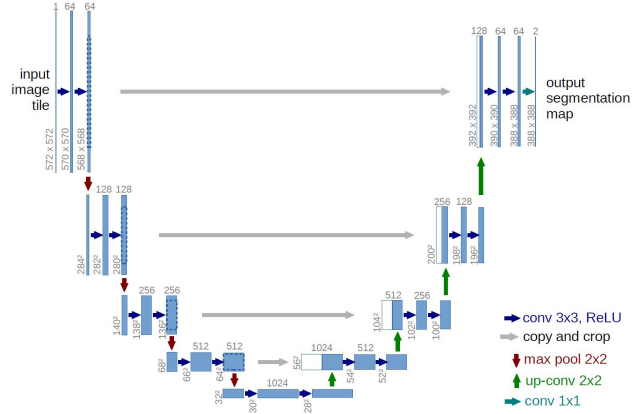 1 64 64
128 64 64 2
input
image
tile
output
segmentation
map
572 x 572
570 x 570
568 x 568
392 x 392
390 x 390
388 x 388
388 x 388
128 128
256 128
284²
282²
280²
200²
198²
196²
256 256
512 256
140²
138²
136²
104²
102²
100²
512 512
1024 512
68²
66²
64²
56²
54²
52²
1024
32²
30²
28²
conv 3x3, ReLU
copy and crop
max pool 2x2
up-conv 2x2
conv 1x1